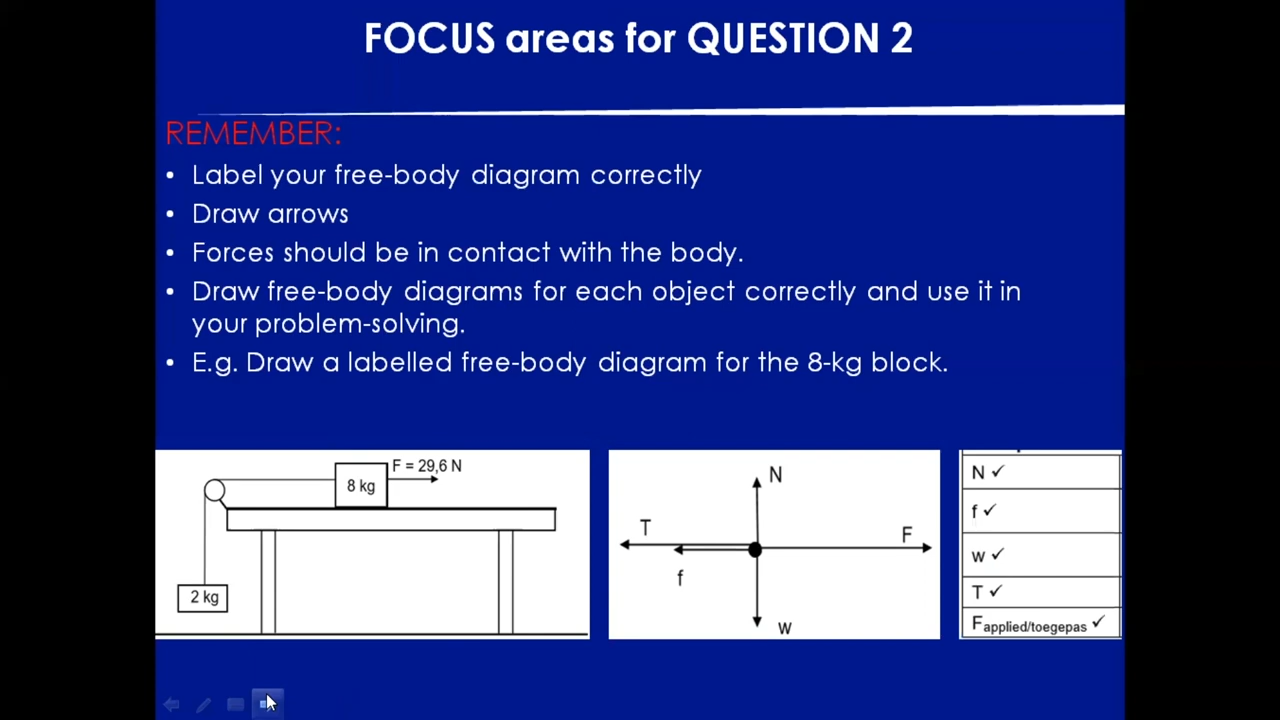 FOCUS areas for QUESTION 2
REMEMBER:
• Label your free-body diagram correctly
• Draw arrows
• Forces should be in contact with the body.
• Draw free-body diagrams for each object correctly and use it in
your problem-solving.
• E.g. Draw a labelled free-body diagram for the 8-kg block.
F = 29,6 N
8 kg
2 kg
N
T
F
f
w
N ✓
f ✓
w ✓
T ✓
Fapplied/toegepas ✓